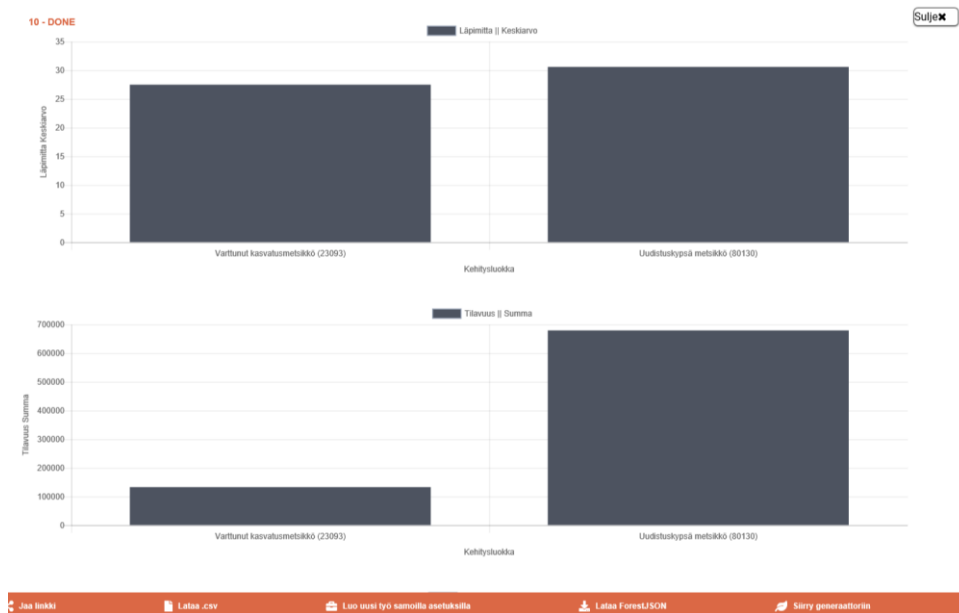 10 - DONE
Sulje✖
Läpimitta || Keskiarvo
35
30
25
20
15
10
5
0
Läpimitta Keskiarvo
Varttunut kasvatusmetsikkö (23093)
Uudistuskypsä metsikkö (80130)
Kehitysluokka
Tilavuus || Summa
700000
600000
500000
400000
300000
200000
100000
0
Tilavuus Summa
Varttunut kasvatusmetsikkö (23093)
Uudistuskypsä metsikkö (80130)
Kehitysluokka
Jaa linkki
Lataa .csv
Luo uusi työ samoilla asetuksilla
Lataa ForestJSON
Siirry generaattoriin